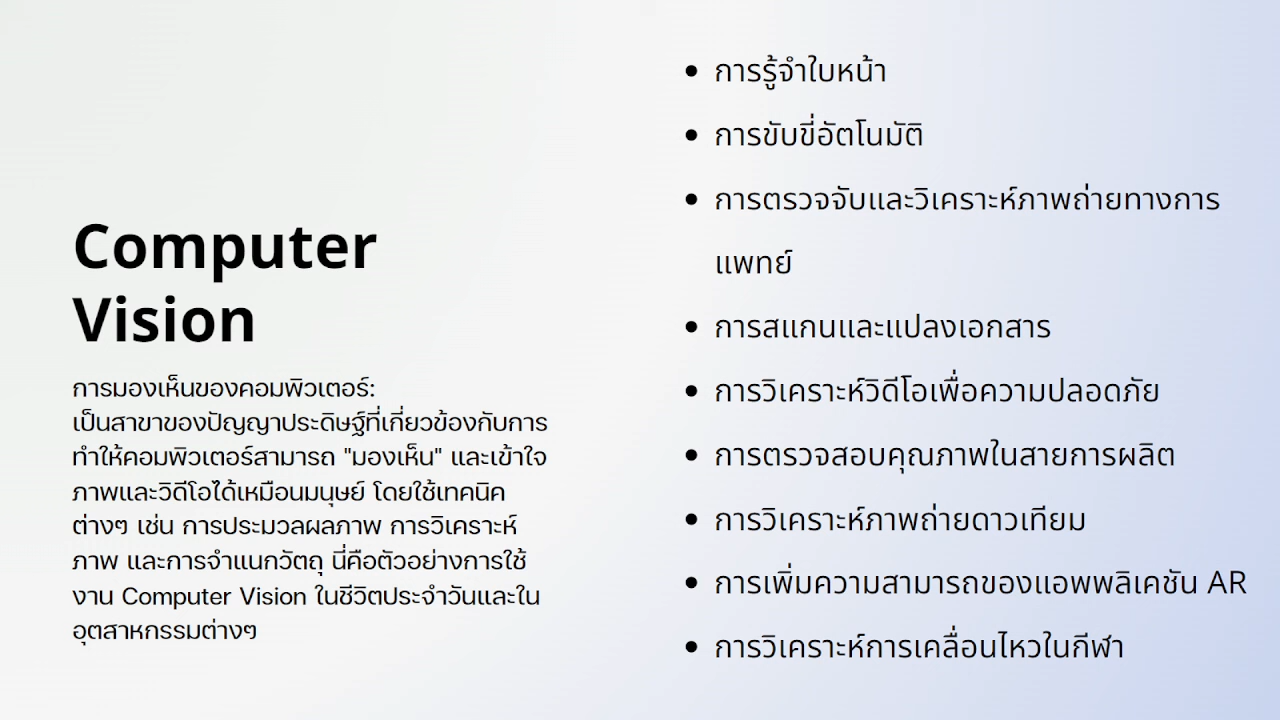 Computer
Vision
การมองเห็นของคอมพิวเตอร์:
เป็นสาขาของปัญญาประดิษฐ์ที่เกี่ยวข้องกับการ
ทำให้คอมพิวเตอร์สามารถ "มองเห็น" และเข้าใจ
ภาพและวิดีโอได้เหมือนมนุษย์ โดยใช้เทคนิค
ต่างๆ เช่น การประมวลผลภาพ การวิเคราะห์
ภาพ และการจำแนกวัตถุ นี่คือตัวอย่างการใช้
งาน Computer Vision ในชีวิตประจำวันและใน
อุตสาหกรรมต่างๆ
• การรู้จำใบหน้า
• การขับขี่อัตโนมัติ
• การตรวจจับและวิเคราะห์ภาพถ่ายทางการ
แพทย์
• การสแกนและแปลงเอกสาร
• การวิเคราะห์วิดีโอเพื่อความปลอดภัย
• การตรวจสอบคุณภาพในสายการผลิต
• การวิเคราะห์ภาพถ่ายดาวเทียม
• การเพิ่มความสามารถของแอพพลิเคชัน AR
• การวิเคราะห์การเคลื่อนไหวในกีฬา